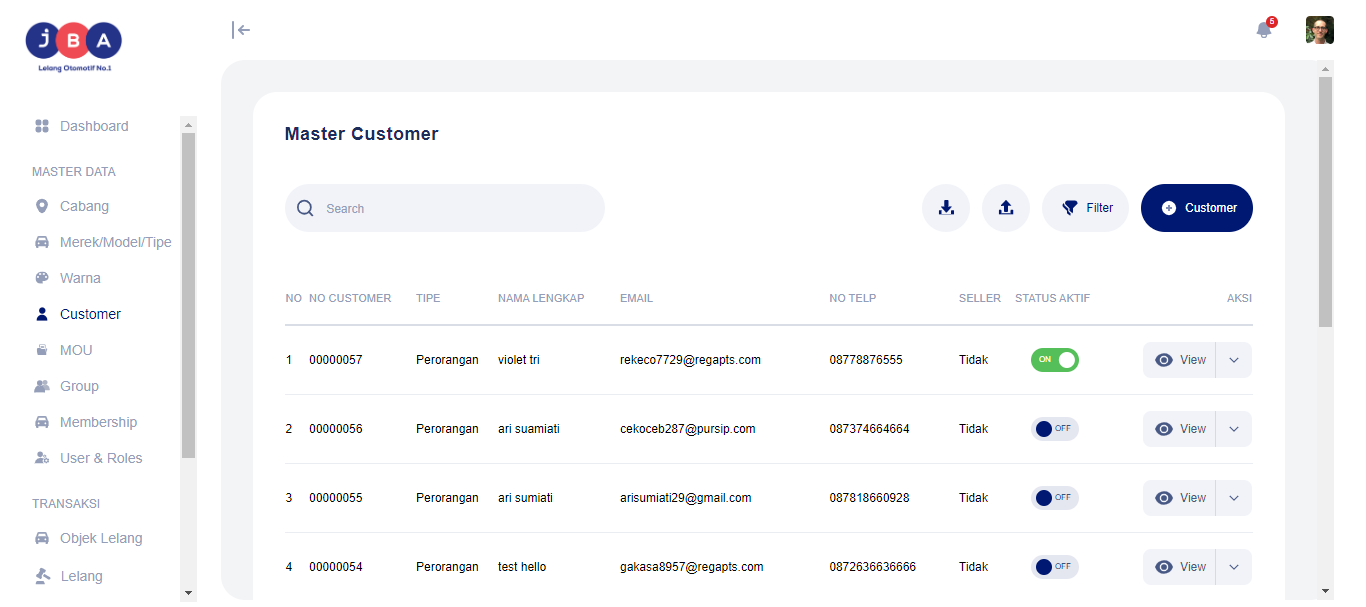 JBA
Lelang Otomotif No.1
5
Dashboard
MASTER DATA
Cabang
Merek/Model/Tipe
Warna
Customer
MOU
Group
Membership
User & Roles
TRANSAKSI
Objek Lelang
Lelang
Master Customer
Search
Filter
Customer
NO NO CUSTOMER TIPE NAMA LENGKAP EMAIL NO TELP SELLER STATUS AKTIF AKSI
1 00000057 Perorangan violet tri rekeco7729@regapts.com 08778876555 Tidak ON View
2 00000056 Perorangan ari suamiati cekoceb287@pursip.com 087374664664 Tidak OFF View
3 00000055 Perorangan ari sumiati arisumiati29@gmail.com 087818660928 Tidak OFF View
4 00000054 Perorangan test hello gakasa8957@regapts.com 0872636636666 Tidak OFF View